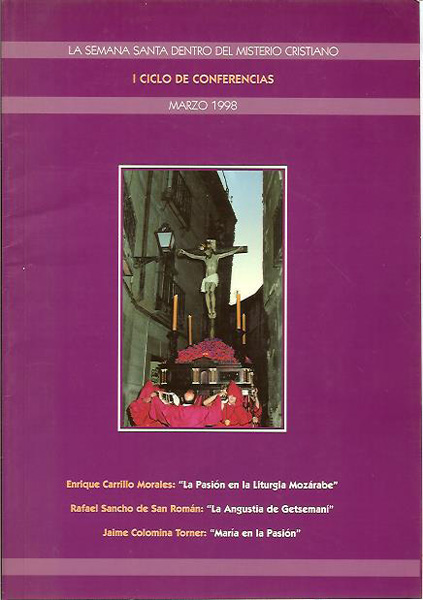 LA SEMANA SANTA DENTRO DEL MISTERIO CRISTIANO
I CICLO DE CONFERENCIAS
MARZO 1998
Enrique Carrillo Morales: "La Pasión en la Liturgia Mozárabe"
Rafael Sancho de San Román: "La Angustia de Getsemaní"
Jaime Colomina Torner: "María en la Pasión"